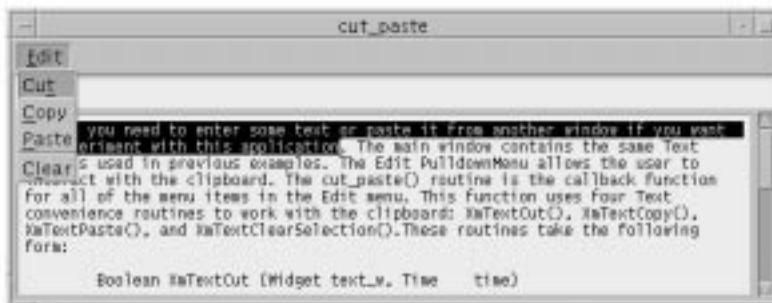 cut_paste
Edit
Cut
Copy
Paste
Clear
you need to enter some text or paste it from another window if you want
eriment with this application. The main window contains the same Text
s used in previous examples. The Edit PulldownMenu allows the user to
interact with the clipboard. The cut_paste() routine is the callback function
for all of the menu items in the Edit menu. This function uses four Text
convenience routines to work with the clipboard: XmTextCut(), XmTextCopy(),
XmTextPaste(), and XmTextClearSelection().These routines take the following
form:
Boolean XmTextCut (Widget text_w, Time time)